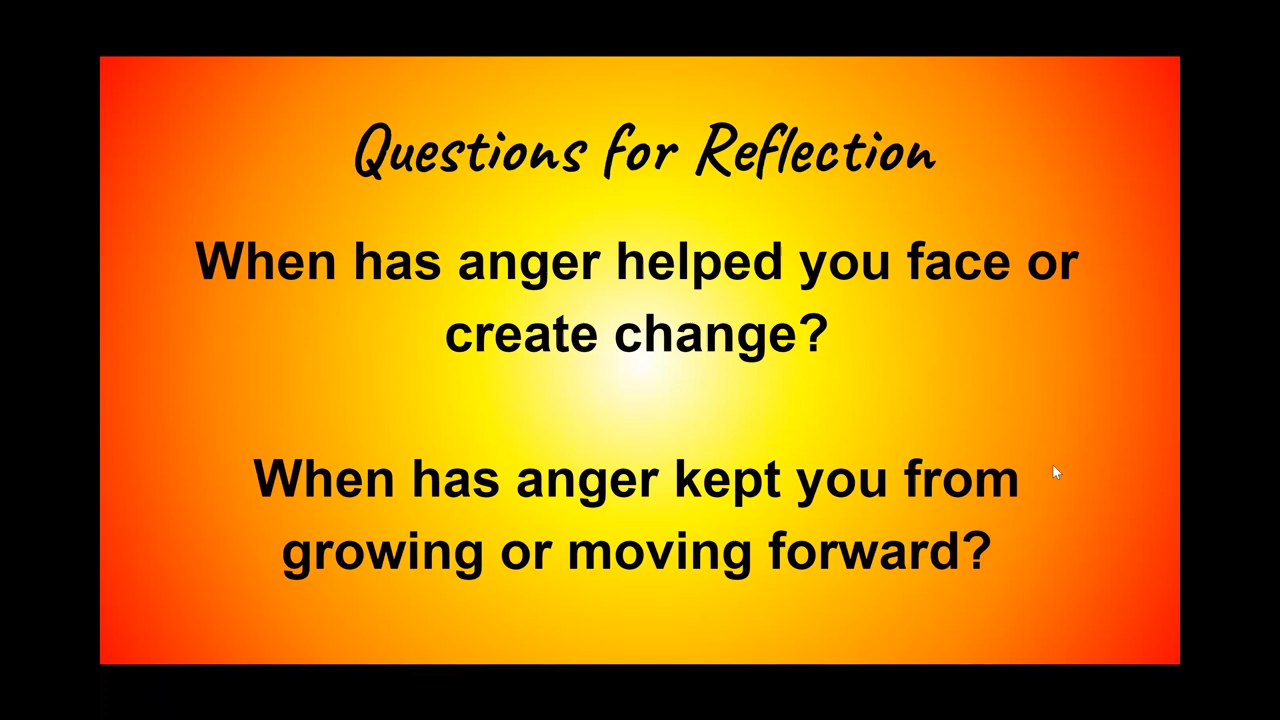 Questions for Reflection
When has anger helped you face or
create change?
When has anger kept you from
growing or moving forward?